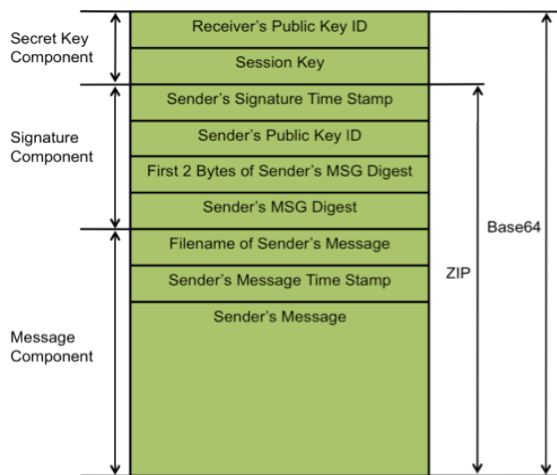 Secret Key
Component
Receiver's Public Key ID
Session Key
Signature
Component
Sender's Signature Time Stamp
Sender's Public Key ID
First 2 Bytes of Sender's MSG Digest
Sender's MSG Digest
Message
Component
Filename of Sender's Message
Sender's Message Time Stamp
Sender's Message
ZIP
Base64